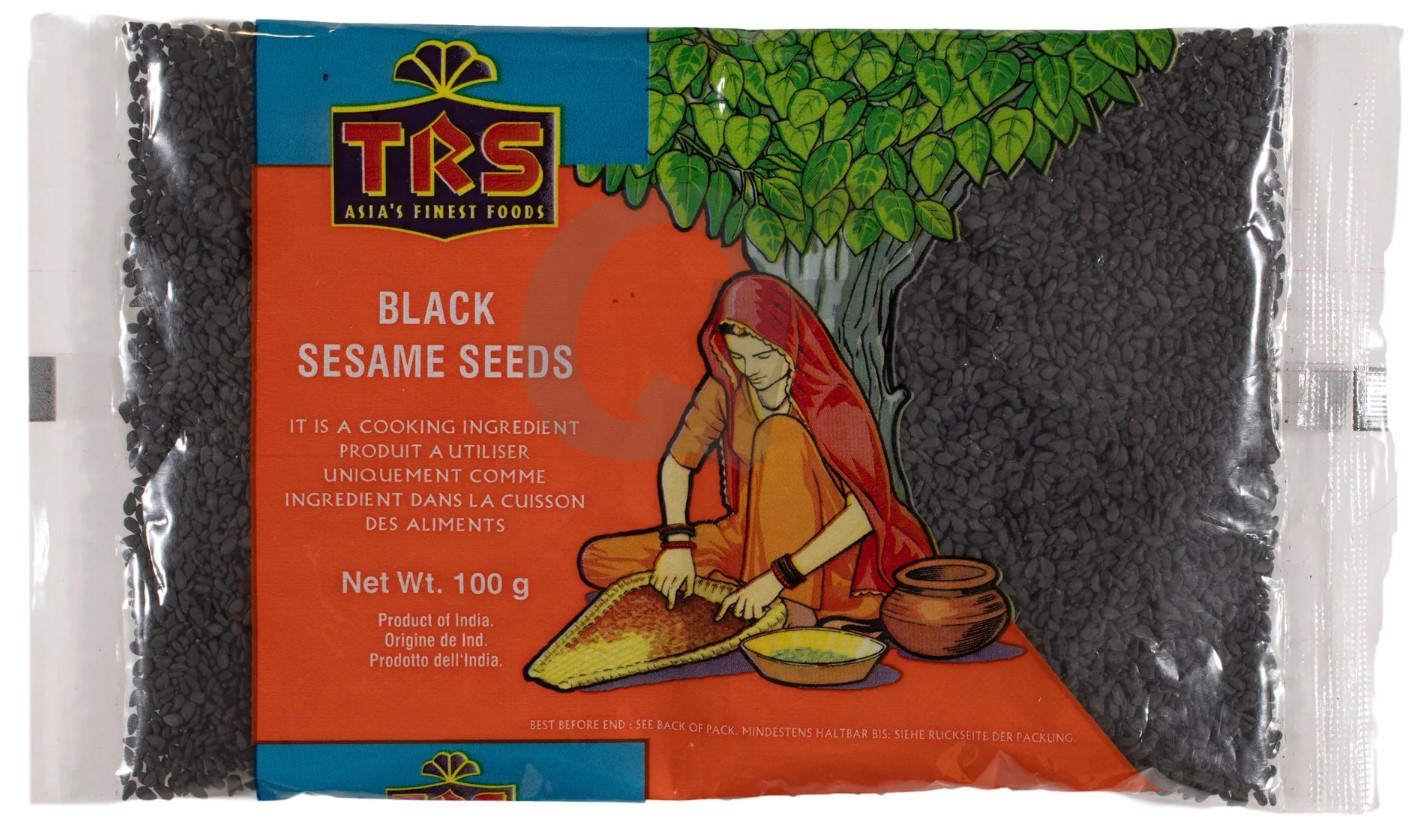 TRS
ASIA'S FINEST FOODS
BLACK
SESAME SEEDS
IT IS A COOKING INGREDIENT
PRODUIT A UTILISER
UNIQUEMENT COMME
INGREDIENT DANS LA CUISSON
DES ALIMENTS
Net Wt. 100 g
Product of India.
Origine de Ind.
Prodotto dell'India.
BEST BEFORE END : SEE BACK OF PACK. MINDESTENS HALTBAR BIS: SIEHE RUCKSEITE DER PACKUNG.
TRS